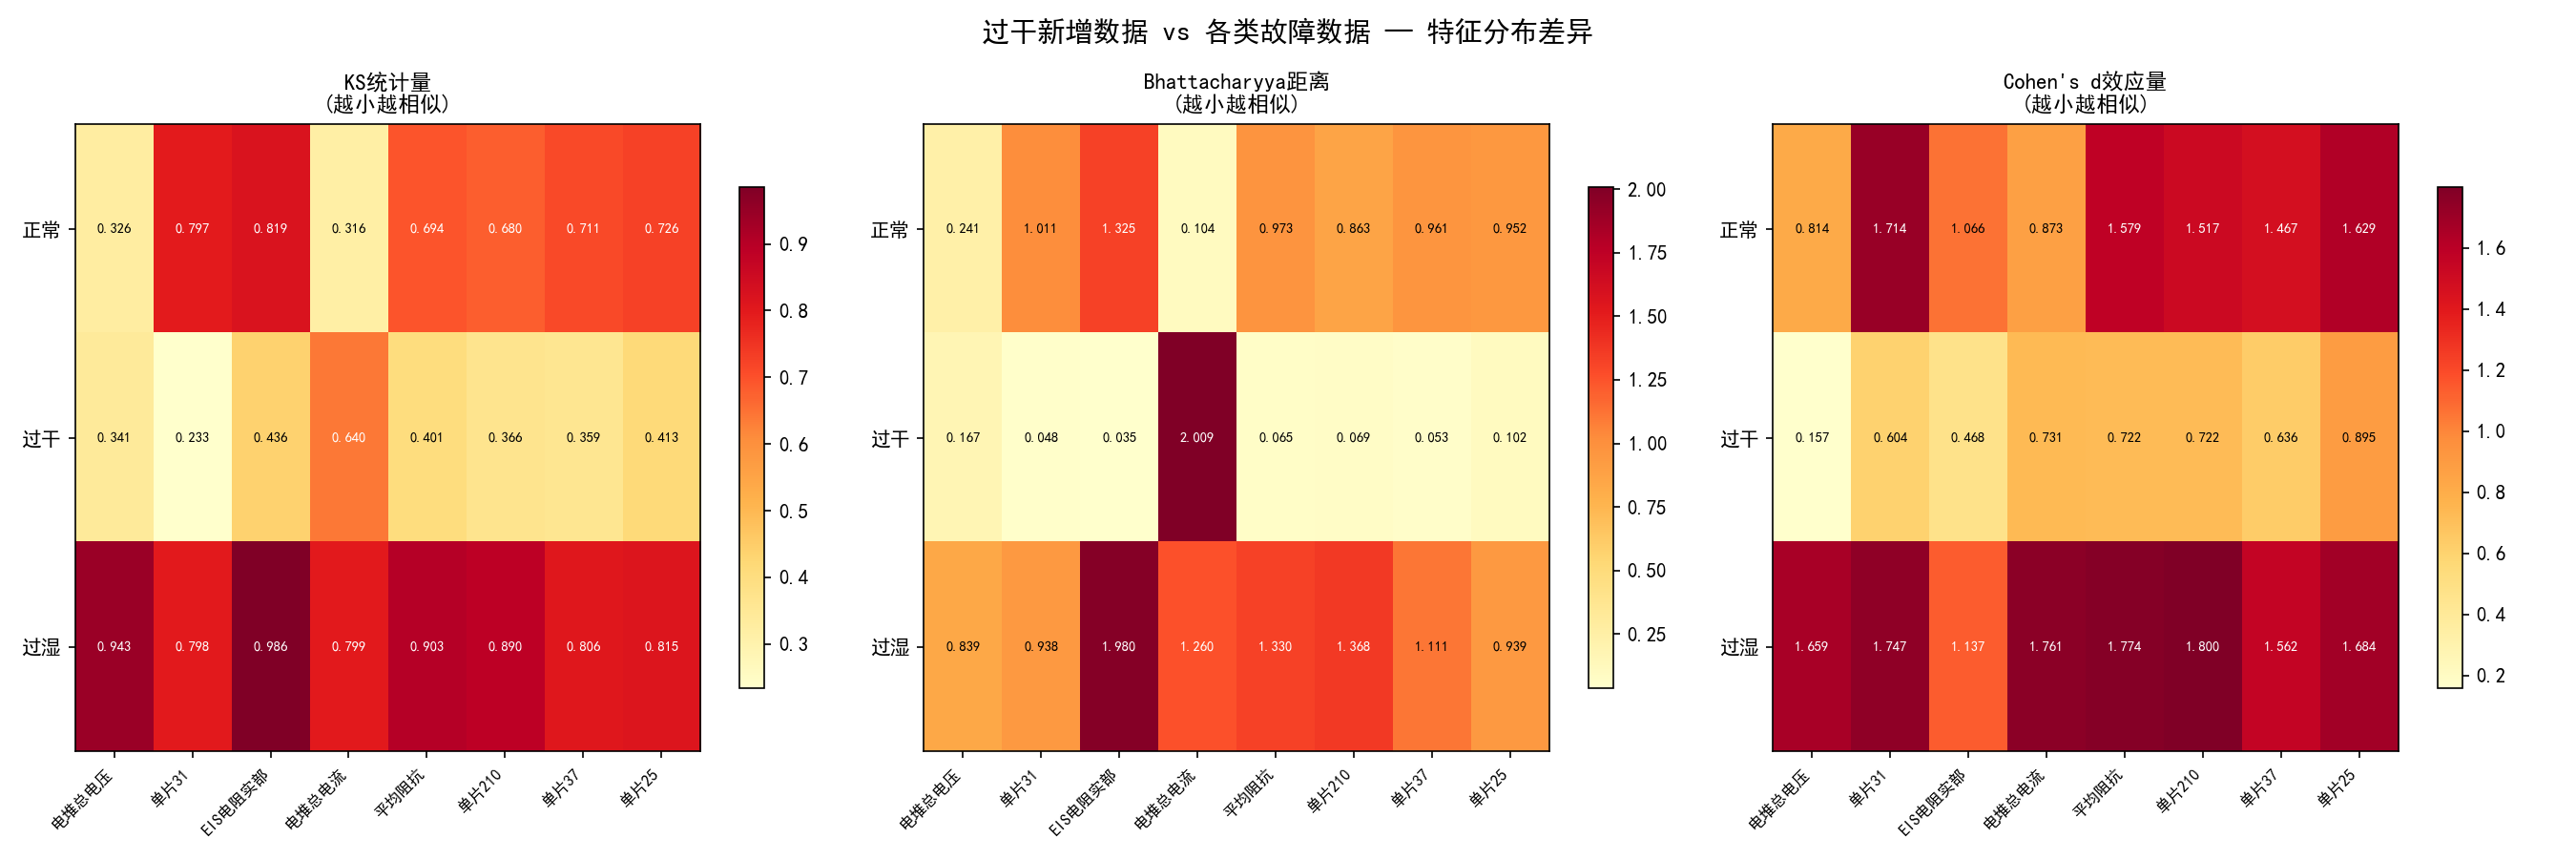 过干新增数据 vs 各类故障数据 — 特征分布差异
KS统计量
(越小越相似)
正常
过干
过湿
0.326 0.797 0.819 0.316 0.694 0.680 0.711 0.726
0.341 0.233 0.436 0.640 0.401 0.366 0.359 0.413
0.943 0.798 0.986 0.799 0.903 0.890 0.806 0.815
电堆总电压
单片31
EIS电阻实部
电堆总电流
平均阻抗
单片210
单片37
单片25
0.9
0.8
0.7
0.6
0.5
0.4
0.3
Bhattacharyya距离
(越小越相似)
正常
过干
过湿
0.241 1.011 1.325 0.104 0.973 0.863 0.961 0.952
0.167 0.048 0.035 2.009 0.065 0.069 0.053 0.102
0.839 0.938 1.980 1.260 1.330 1.368 1.111 0.939
电堆总电压
单片31
EIS电阻实部
电堆总电流
平均阻抗
单片210
单片37
单片25
2.00
1.75
1.50
1.25
1.00
0.75
0.50
0.25
Cohen's d效应量
(越小越相似)
正常
过干
过湿
0.814 1.714 1.066 0.873 1.579 1.517 1.467 1.629
0.157 0.604 0.468 0.731 0.722 0.722 0.636 0.895
1.659 1.747 1.137 1.761 1.774 1.800 1.562 1.684
电堆总电压
单片31
EIS电阻实部
电堆总电流
平均阻抗
单片210
单片37
单片25
1.6
1.4
1.2
1.0
0.8
0.6
0.4
0.2